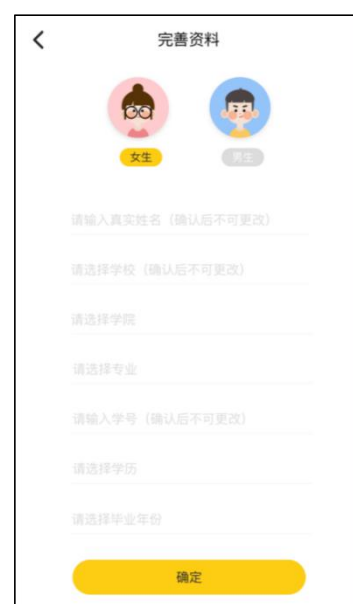 完善资料
女生 男生
请输入真实姓名（确认后不可更改）
请选择学校（确认后不可更改）
请选择学院
请选择专业
请输入学号（确认后不可更改）
请选择学历
请选择毕业年份
确定